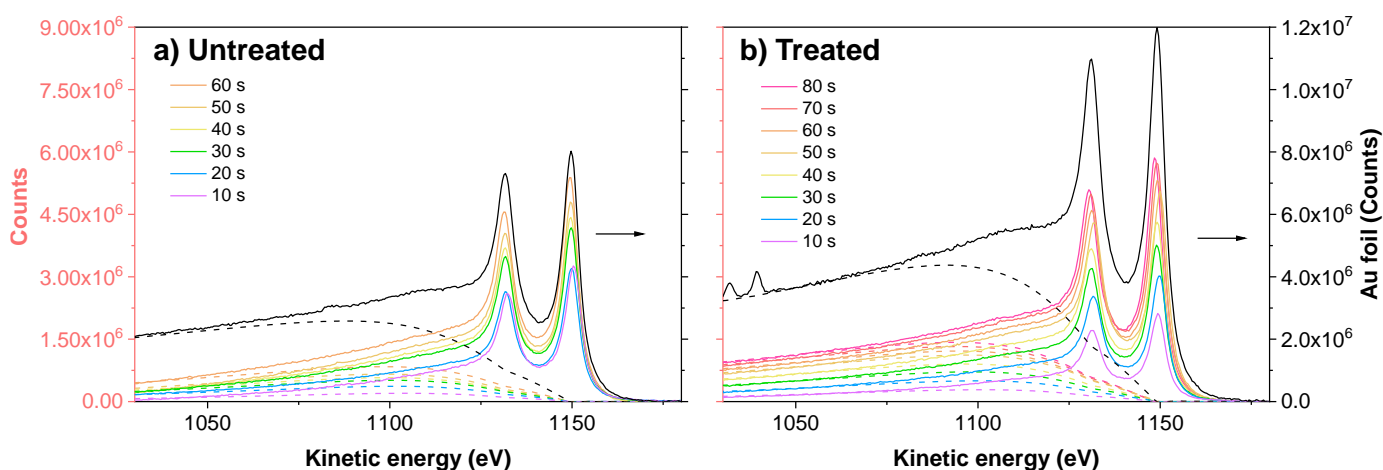 a) Untreated
60 s
50 s
40 s
30 s
20 s
10 s
9.00x10⁶
7.50x10⁶
6.00x10⁶
4.50x10⁶
3.00x10⁶
1.50x10⁶
0.00
Counts
1050
1100
1150
Kinetic energy (eV)
b) Treated
80 s
70 s
60 s
50 s
40 s
30 s
20 s
10 s
1.2x10⁷
1.0x10⁷
8.0x10⁶
6.0x10⁶
4.0x10⁶
2.0x10⁶
0.0
Au foil (Counts)
1050
1100
1150
Kinetic energy (eV)